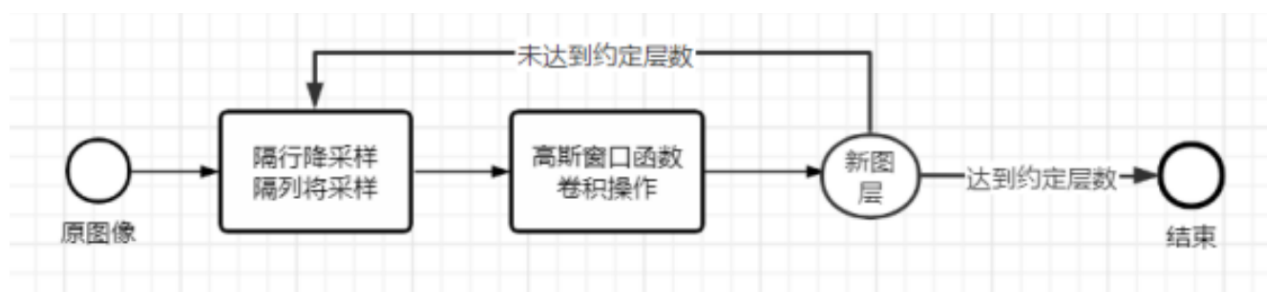 未达到约定层数
隔行降采样
隔列将采样
高斯窗口函数
卷积操作
新图
层
达到约定层数
原图像
结束